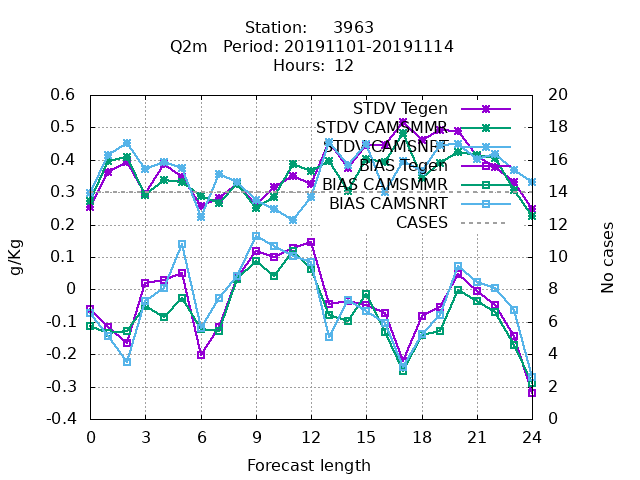 Station: 3963
Q2m Period: 20191101-20191114
Hours: 12
0.6
0.5
0.4
0.3
0.2
0.1
0
-0.1
-0.2
-0.3
-0.4
g/Kg
STDV Tegen
STDV CAMSMMR
STDV CAMSNRT
BIAS Tegen
BIAS CAMSMMR
BIAS CAMSNRT
CASES
20
18
16
14
12
10
8
6
4
2
0
No cases
0 3 6 9 12 15 18 21 24
Forecast length